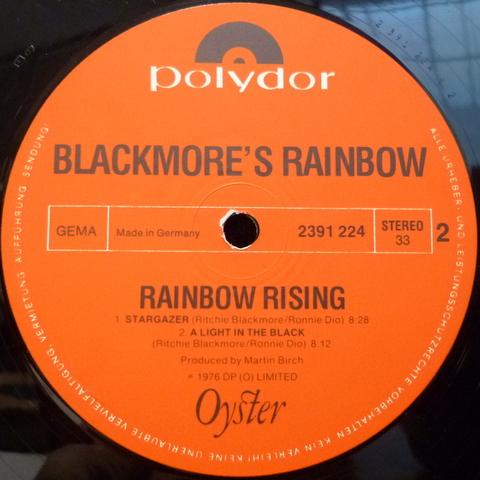 polydor
BLACKMORE'S RAINBOW
GEMA
Made in Germany
2391 224
STEREO
33
2
RAINBOW RISING
1. STARGAZER (Ritchie Blackmore/Ronnie Dio) 8:28
2. A LIGHT IN THE BLACK
(Ritchie Blackmore/Ronnie Dio) 8.12
Produced by Martin Birch
℗ 1976 DP (O) LIMITED
Oyster
ALLE URHEBER- UND LEISTUNGSSCHUTZRECHTE VORBEHALTEN KEIN VERLEIH! KEINE UNERLAUBTE VERVIELFÄLTIGUNG, VERMIETUNG, AUFFÜHRUNG, SENDUNG!